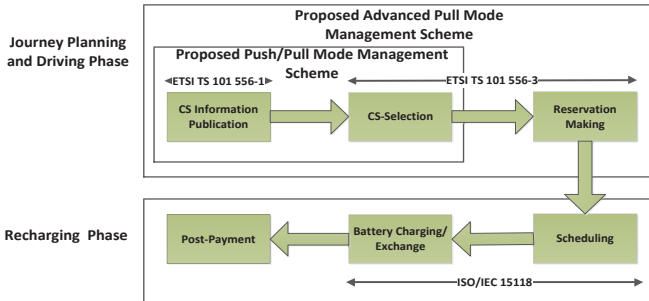 Proposed Advanced Pull Mode
Management Scheme
Journey Planning
and Driving Phase
Proposed Push/Pull Mode Management
Scheme
ETSI TS 101 556-1
ETSI TS 101 556-3
CS Information
Publication
CS-Selection
Reservation
Making
Recharging Phase
Post-Payment
Battery Charging/
Exchange
Scheduling
ISO/IEC 15118